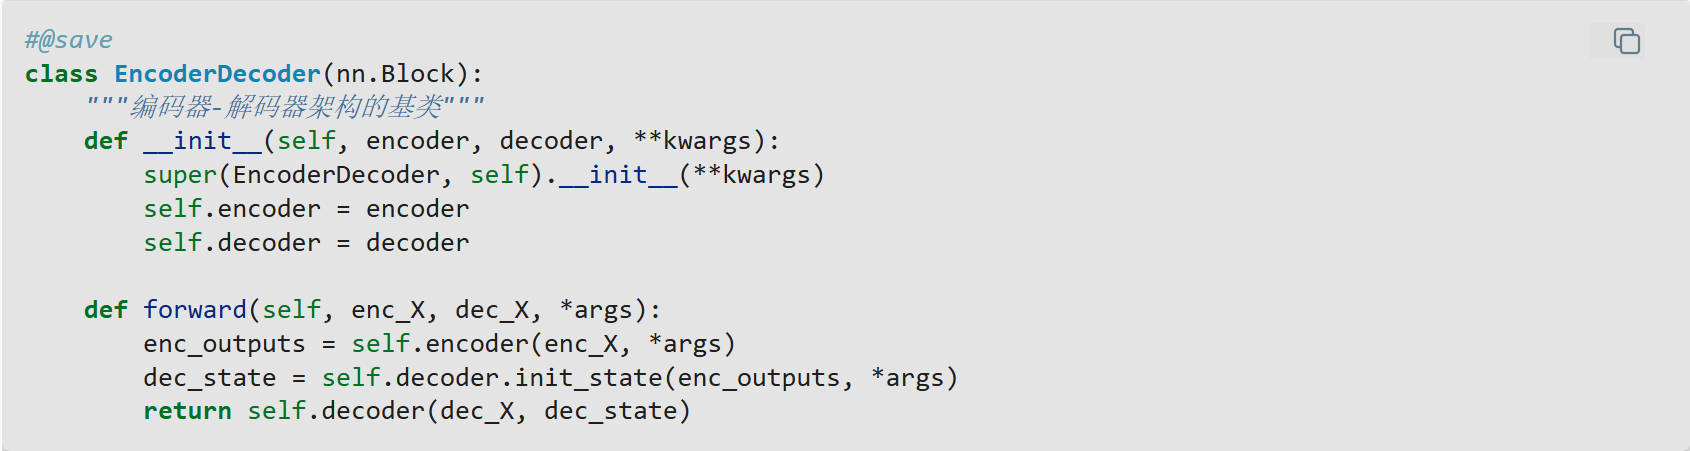 #@save
class EncoderDecoder(nn.Block):
    """编码器-解码器架构的基类"""
    def __init__(self, encoder, decoder, **kwargs):
        super(EncoderDecoder, self).__init__(**kwargs)
        self.encoder = encoder
        self.decoder = decoder

    def forward(self, enc_X, dec_X, *args):
        enc_outputs = self.encoder(enc_X, *args)
        dec_state = self.decoder.init_state(enc_outputs, *args)
        return self.decoder(dec_X, dec_state)